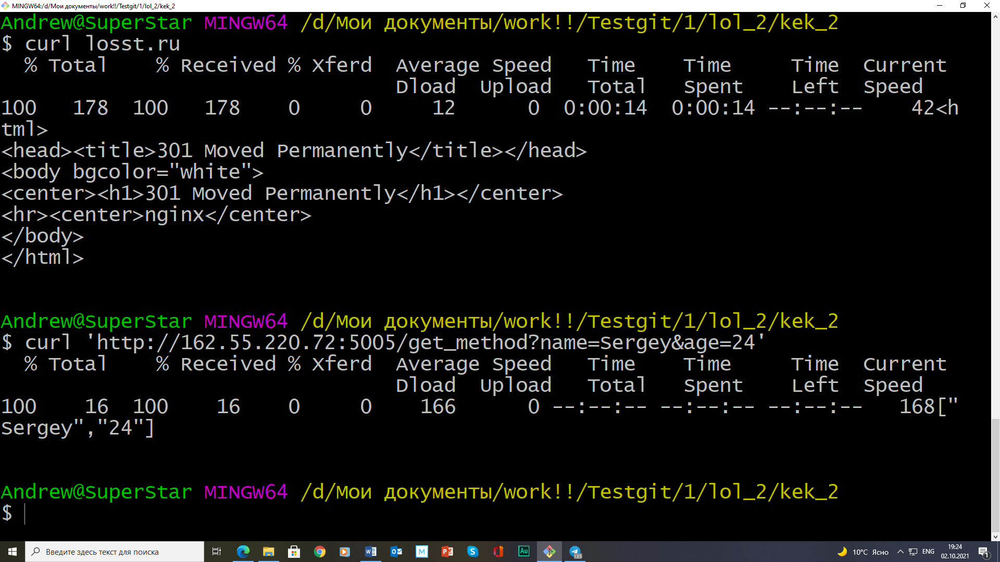 MINGW64:/d/Мои документы/work!!/Testgit/1/lol_2/kek_2
Andrew@SuperStar MINGW64 /d/Мои документы/work!!/Testgit/1/lol_2/kek_2
$ curl losst.ru
% Total % Received % Xferd Average Speed Time Time Time Current
Dload Upload Total Spent Left Speed
100 178 100 178 0 0 12 0 0:00:14 0:00:14 --:--:-- 42<h
tml>
<head><title>301 Moved Permanently</title></head>
<body bgcolor="white">
<center><h1>301 Moved Permanently</h1></center>
<hr><center>nginx</center>
</body>
</html>
Andrew@SuperStar MINGW64 /d/Мои документы/work!!/Testgit/1/lol_2/kek_2
$ curl 'http://162.55.220.72:5005/get_method?name=Sergey&age=24'
% Total % Received % Xferd Average Speed Time Time Time Current
Dload Upload Total Spent Left Speed
100 16 100 16 0 0 166 0 --:--:-- --:--:-- --:--:-- 168["
Sergey","24"]
Andrew@SuperStar MINGW64 /d/Мои документы/work!!/Testgit/1/lol_2/kek_2
$
Введите здесь текст для поиска
Au
135
10°C Ясно
ENG
19:24
02.10.2021
1